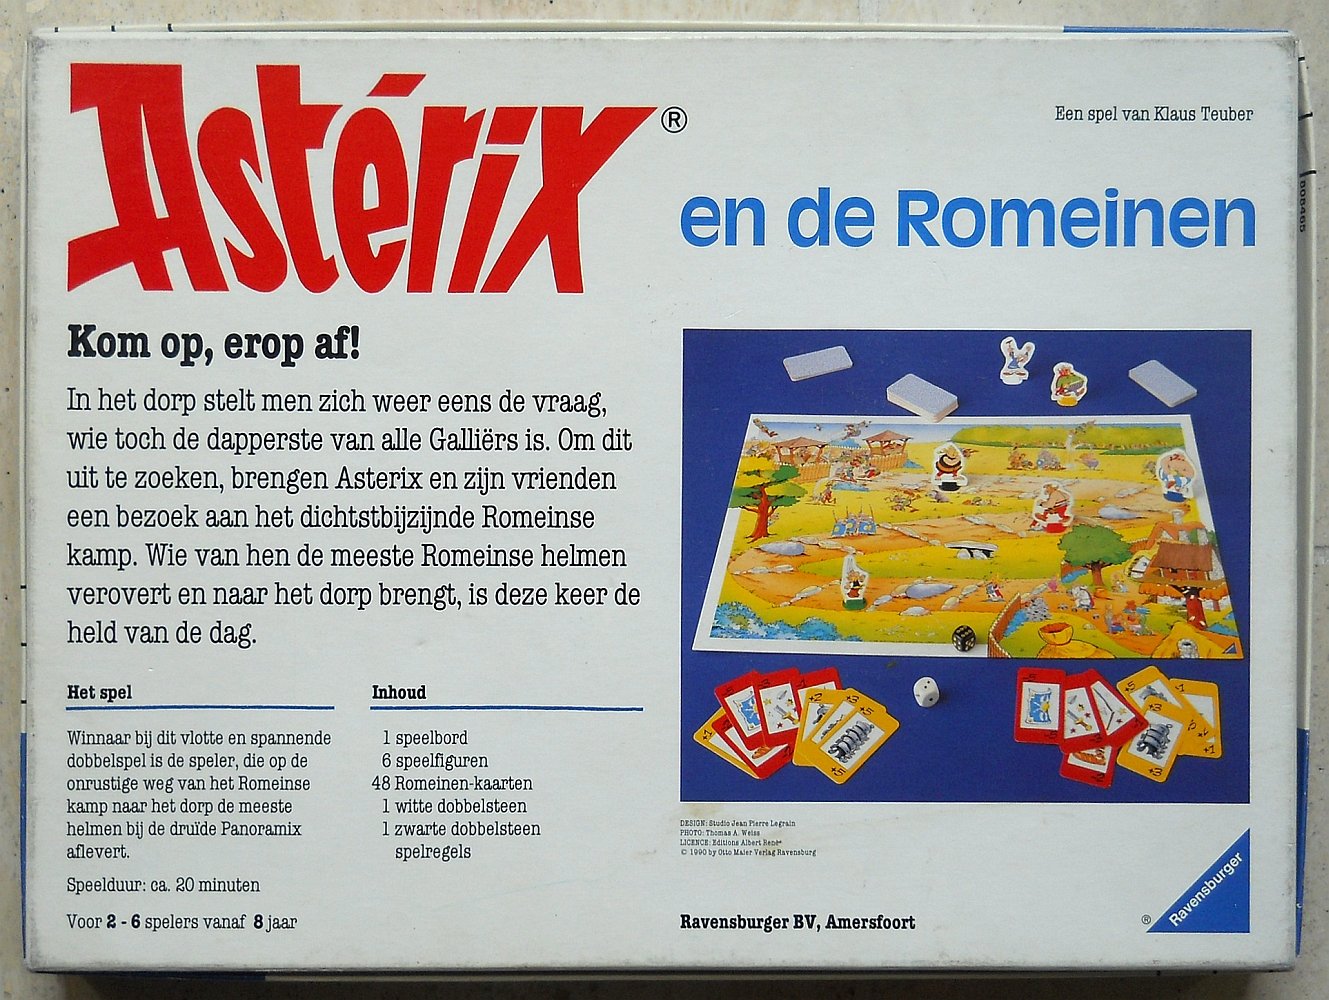 Astérix®
Een spel van Klaus Teuber
en de Romeinen
Kom op, erop af!
In het dorp stelt men zich weer eens de vraag,
wie toch de dapperste van alle Galliërs is. Om dit
uit te zoeken, brengen Asterix en zijn vrienden
een bezoek aan het dichtstbijzijnde Romeinse
kamp. Wie van hen de meeste Romeinse helmen
verovert en naar het dorp brengt, is deze keer de
held van de dag.
Het spel
Winnaar bij dit vlotte en spannende
dobbelspel is de speler, die op de
onrustige weg van het Romeinse
kamp naar het dorp de meeste
helmen bij de druïde Panoramix
aflevert.
Speelduur: ca. 20 minuten
Voor 2 - 6 spelers vanaf 8 jaar
Inhoud
1 speelbord
6 speelfiguren
48 Romeinen-kaarten
1 witte dobbelsteen
1 zwarte dobbelsteen
spelregels
DESIGN: Studio Jean Pierre Legrain
PHOTO: Thomas A. Weiss
LICENCE: Editions Albert René
© 1990 by Otto Maier Verlag Ravensburg
Ravensburger BV, Amersfoort
® Ravensburger
808465